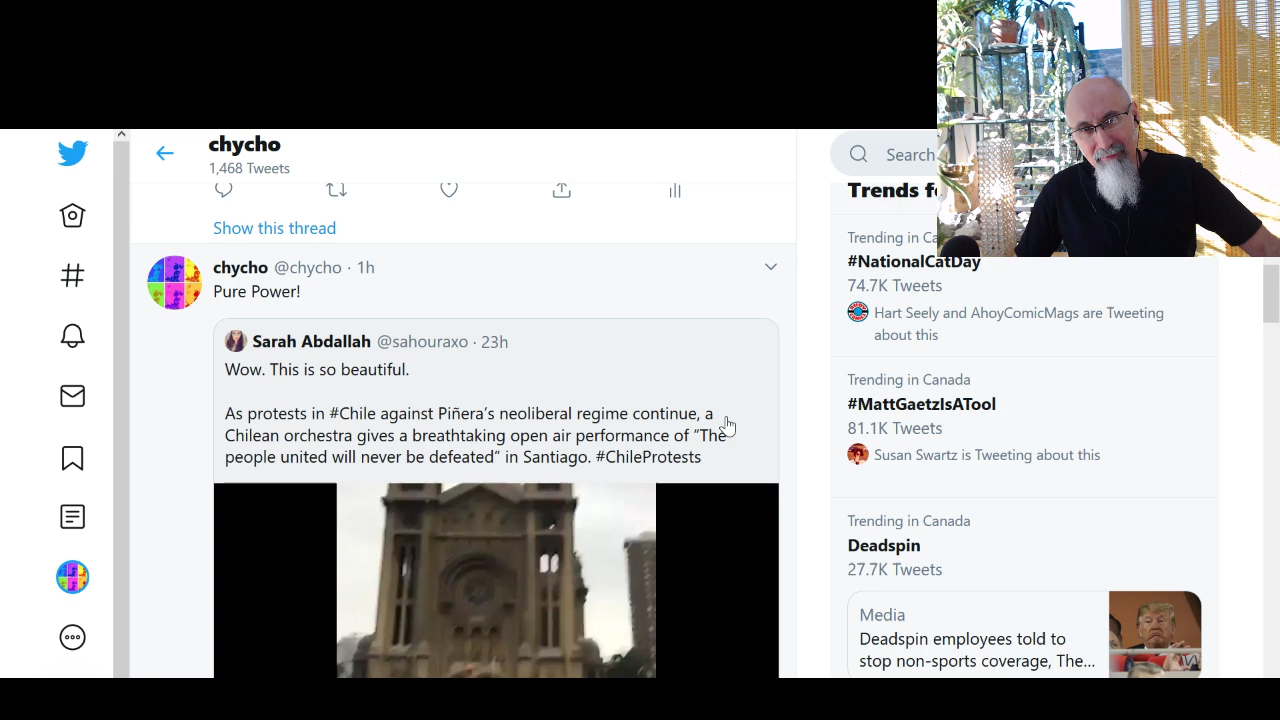 chycho
1,468 Tweets
Show this thread
chycho @chycho · 1h
Pure Power!
Sarah Abdallah @sahouraxo · 23h
Wow. This is so beautiful.
As protests in #Chile against Piñera's neoliberal regime continue, a
Chilean orchestra gives a breathtaking open air performance of "The
people united will never be defeated" in Santiago. #ChileProtests
Search
Trends
Trending in
#NationalCatDay
74.7K Tweets
Hart Seely and AhoyComicMags are Tweeting
about this
Trending in Canada
#MattGaetzIsATool
81.1K Tweets
Susan Swartz is Tweeting about this
Trending in Canada
Deadspin
27.7K Tweets
Media
Deadspin employees told to
stop non-sports coverage, The...